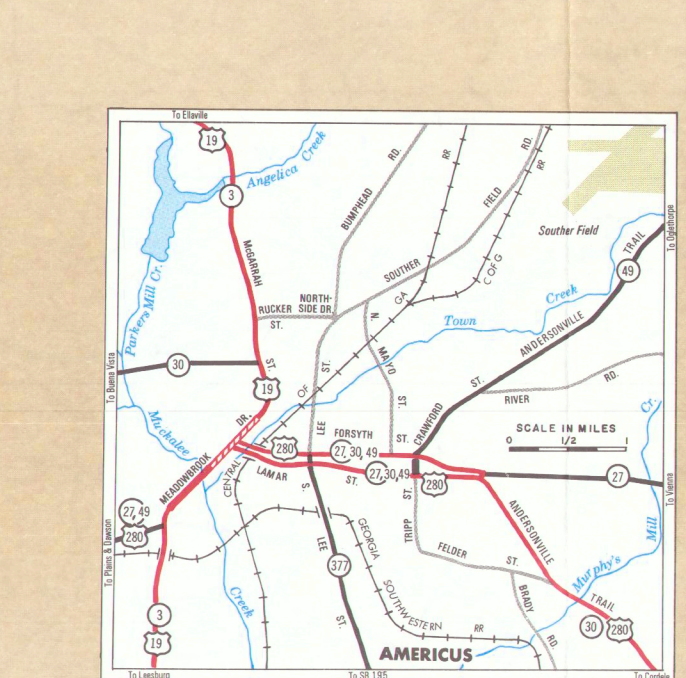 To Ellaville
19
3
Angelica Creek
McGARRAH
ST.
BUMPHEAD RD.
RR
SOUTHER FIELD RD.
RR
Souther Field
To Oglethorpe
ANDERSONVILLE TRAIL
49
C OF G
Parkers Mill Cr.
RUCKER ST.
NORTH-
SIDE DR.
CENTRAL OF GA
N. MAYO ST.
Town Creek
To Buena Vista
30
19
Muckalee Creek
MEADOWBROOK DR.
LEE ST.
CRAWFORD ST.
RIVER RD.
SCALE IN MILES
0 1/2 1
280
FORSYTH ST.
27, 30, 49
LAMAR ST.
27, 30, 49
280
27
To Vienna
27, 49
280
To Plains & Dawson
S. LEE ST.
377
GEORGIA SOUTHWESTERN RR
TRIPP ST.
FELDER ST.
BRADY RD.
ANDERSONVILLE TRAIL
Murphy's Mill Cr.
30
280
3
19
AMERICUS
To Leesburg
To SR 195
To Cordele